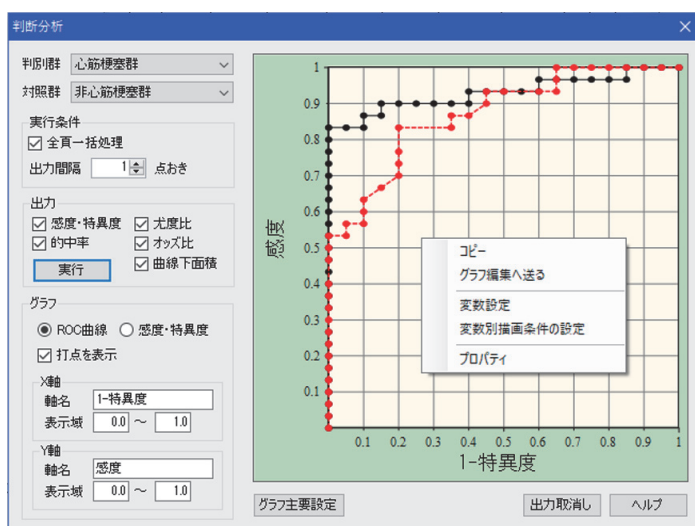 判断分析
判別群 心筋梗塞群
対照群 非心筋梗塞群
実行条件
全頁一括処理
出力間隔 1 点おき
出力
感度・特異度 尤度比
的中率 オッズ比
実行 曲線下面積
グラフ
ROC曲線 感度・特異度
打点を表示
X軸
軸名 1-特異度
表示域 0.0 ～ 1.0
Y軸
軸名 感度
表示域 0.0 ～ 1.0
1
0.9
0.8
0.7
0.6
0.5
0.4
0.3
0.2
0.1
感度
コピー
グラフ編集へ送る
変数設定
変数別描画条件の設定
プロパティ
0.1 0.2 0.3 0.4 0.5 0.6 0.7 0.8 0.9 1
1-特異度
グラフ主要設定 出力取消し ヘルプ